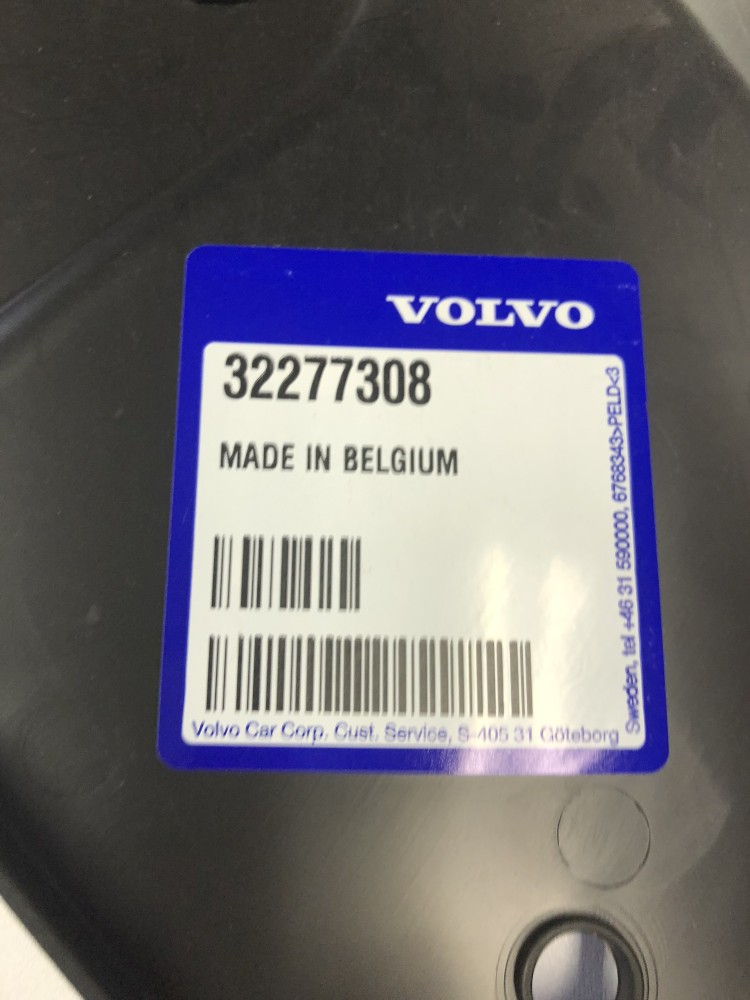 VOLVO
32277308
MADE IN BELGIUM
Volvo Car Corp. Cust. Service, S-405 31 Göteborg
Sweden, tel +46 31 590000, 6768343>PELD<3